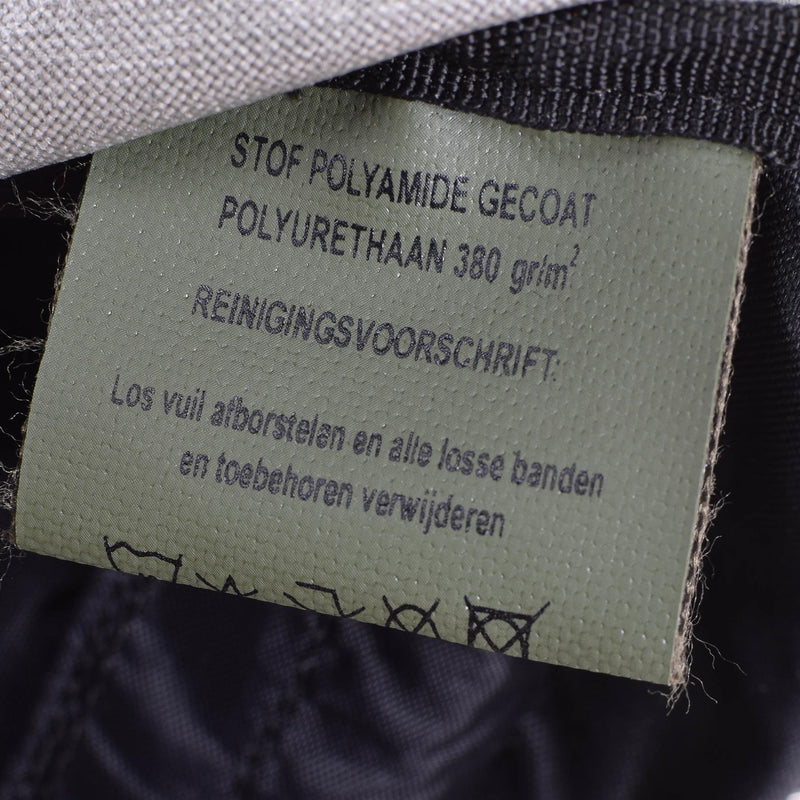 STOF POLYAMIDE GECOAT
POLYURETHAAN 380 gr/m²
REINIGINGSVOORSCHRIFT:
Los vuil afborstelen en alle losse banden
en toebehoren verwijderen